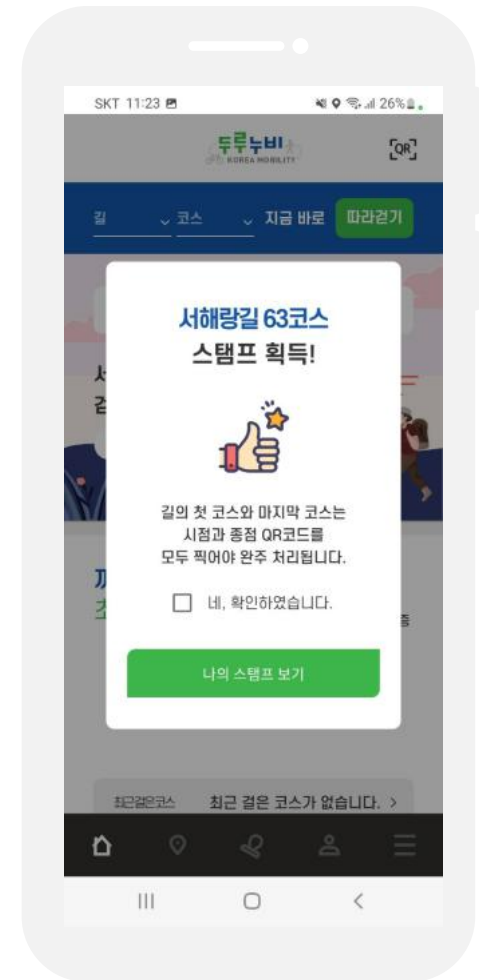 SKT 11:23
26%
두루누비
KOREA MOBILITY
QR
길 코스 지금 바로 따라걷기
서해랑길 63코스
스탬프 획득!
길의 첫 코스와 마지막 코스는
시점과 종점 QR코드를
모두 찍어야 완주 처리됩니다.
네, 확인하였습니다.
나의 스탬프 보기
최근걸은코스 최근 걸은 코스가 없습니다. >